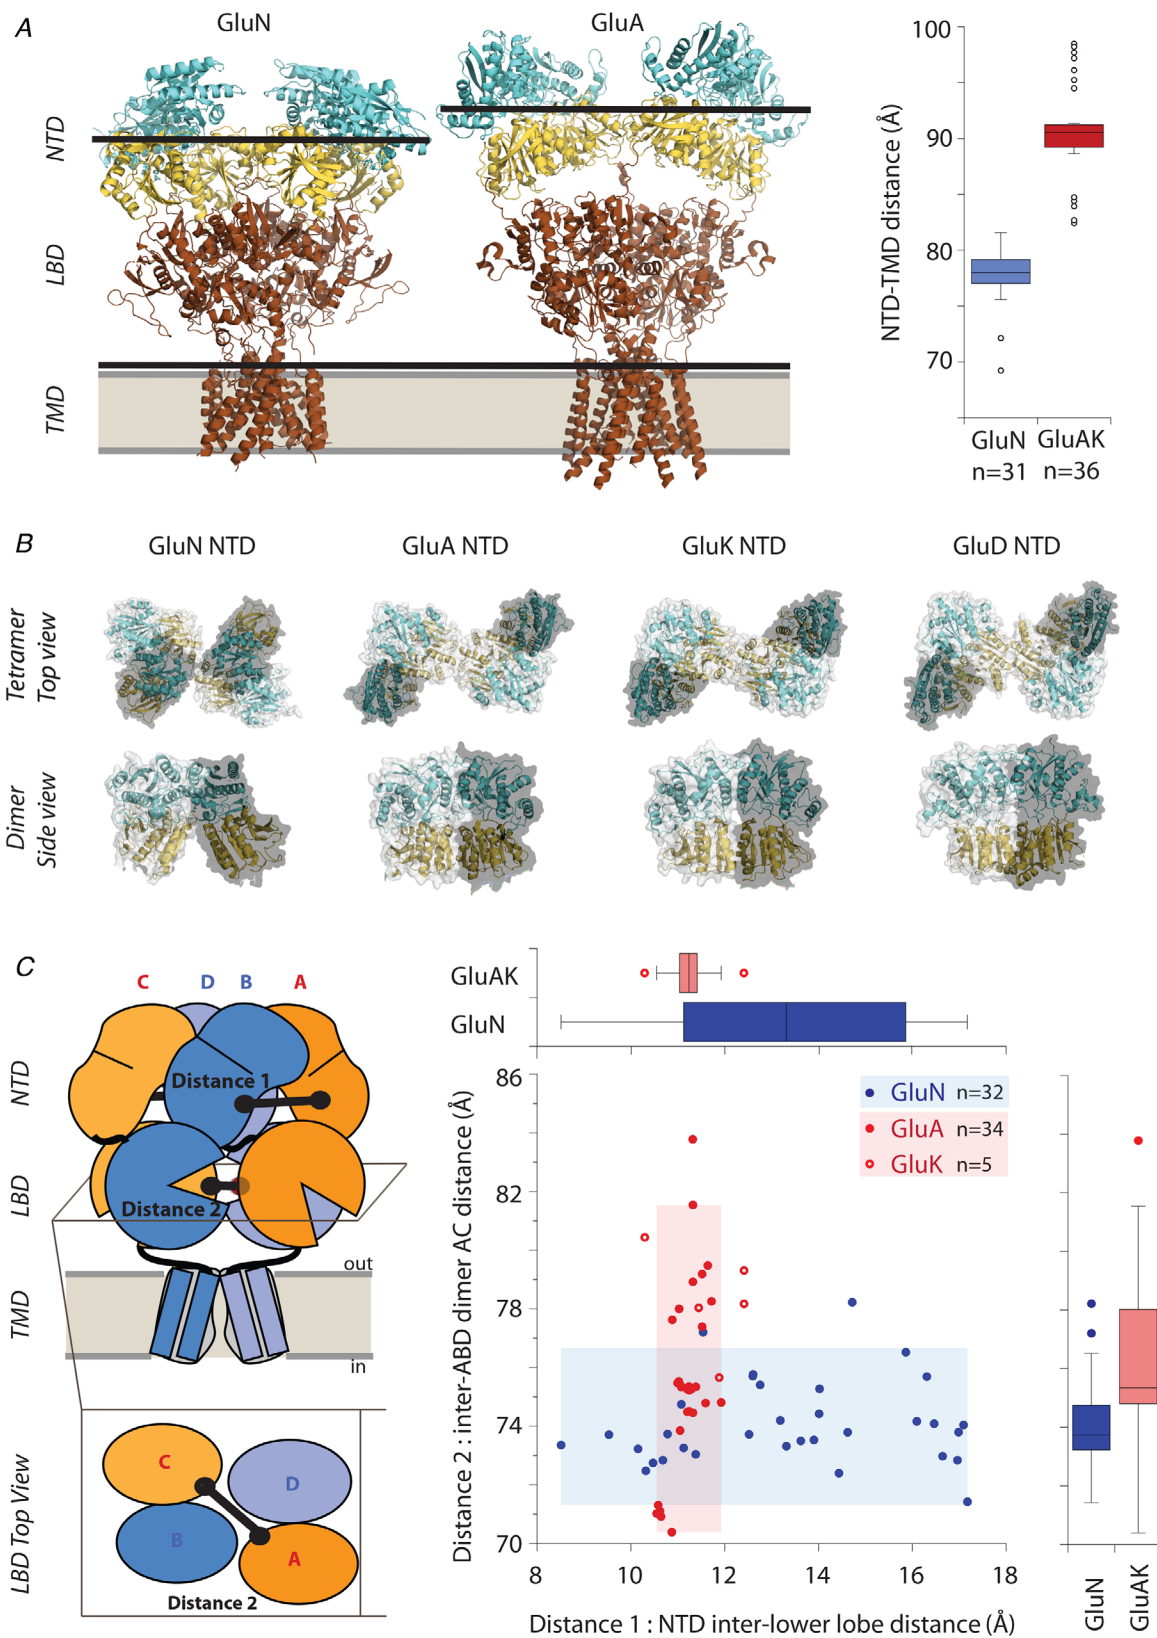 A
GluN
GluA
NTD
LBD
TMD
NTD-TMD distance (Å)
100
90
80
70
GluN
GluAK
n=31
n=36
B
GluN NTD
GluA NTD
GluK NTD
GluD NTD
Tetramer
Top view
Dimer
Side view
C
C
D
B
A
NTD
LBD
TMD
Distance 1
Distance 2
out
in
LBD Top View
C
D
B
A
Distance 2
GluAK
GluN
Distance 2 : inter-ABD dimer AC distance (Å)
86
82
78
74
70
GluN n=32
GluA n=34
GluK n=5
8
10
12
14
16
18
Distance 1 : NTD inter-lower lobe distance (Å)
GluN
GluAK